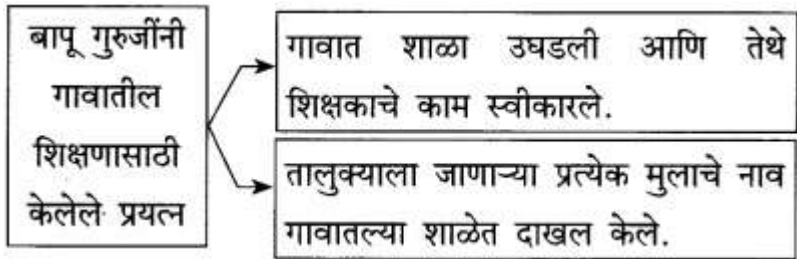 बापू गुरुजींनी
गावातील
शिक्षणासाठी
केलेले प्रयत्न
गावात शाळा उघडली आणि तेथे
शिक्षकाचे काम स्वीकारले.
तालुक्याला जाणाऱ्या प्रत्येक मुलाचे नाव
गावातल्या शाळेत दाखल केले.